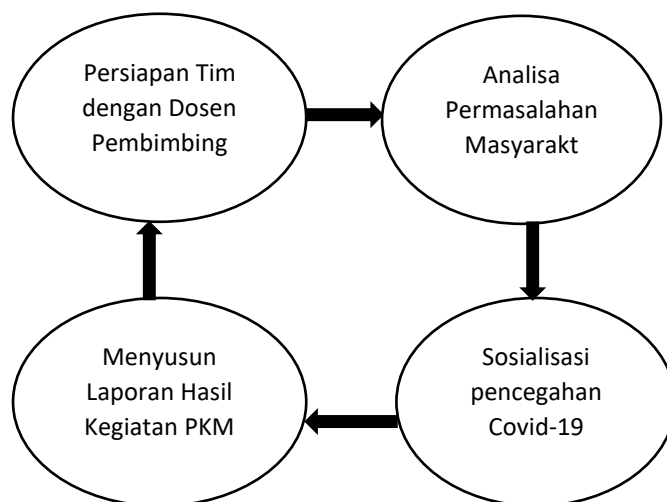 Persiapan Tim
dengan Dosen
Pembimbing
Analisa
Permasalahan
Masyarakt
Menyusun
Laporan Hasil
Kegiatan PKM
Sosialisasi
pencegahan
Covid-19